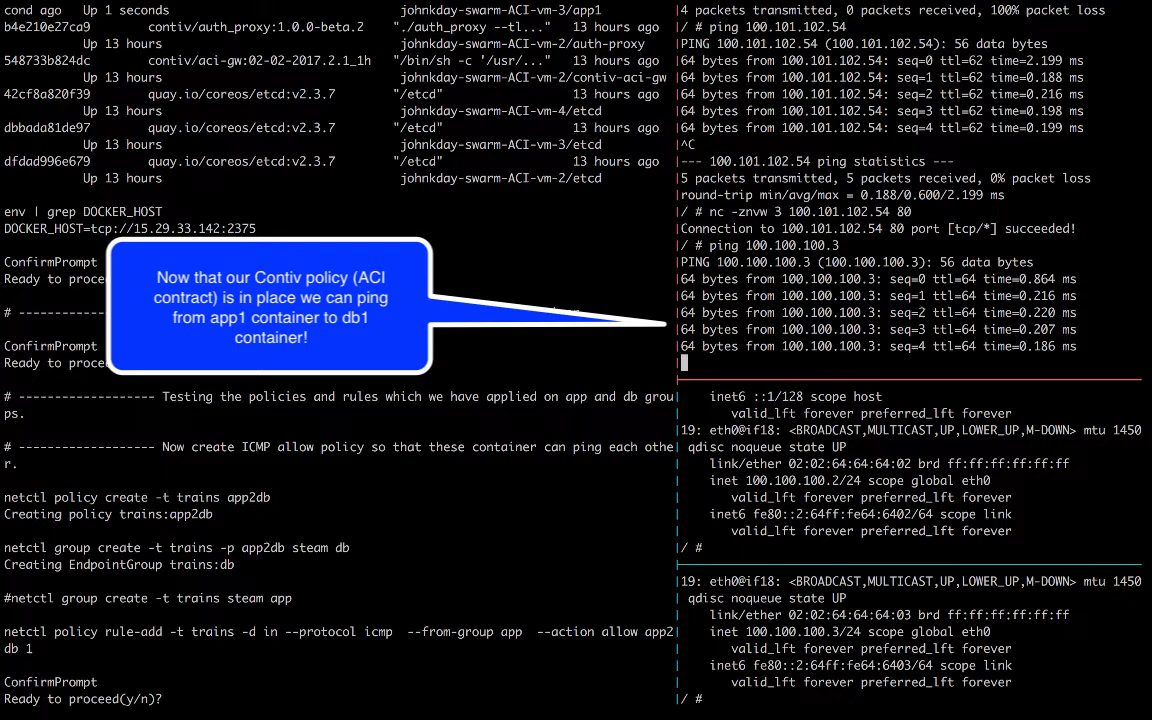 cond ago   Up 1 seconds                             johnkday-swarm-ACI-vm-3/app1
b4e210e27ca9        contiv/auth_proxy:1.0.0-beta.2    "./auth_proxy --tl..."   13 hours ago
Up 13 hours                              johnkday-swarm-ACI-vm-2/auth-proxy
548733b824dc        contiv/aci-gw:02-02-2017.2.1_1h   "/bin/sh -c '/usr/..."   13 hours ago
Up 13 hours                              johnkday-swarm-ACI-vm-2/contiv-aci-gw
42cf8a820f39        quay.io/coreos/etcd:v2.3.7        "/etcd"                  13 hours ago
Up 13 hours                              johnkday-swarm-ACI-vm-4/etcd
dbbada81de97        quay.io/coreos/etcd:v2.3.7        "/etcd"                  13 hours ago
Up 13 hours                              johnkday-swarm-ACI-vm-3/etcd
dfdad996e679        quay.io/coreos/etcd:v2.3.7        "/etcd"                  13 hours ago
Up 13 hours                              johnkday-swarm-ACI-vm-2/etcd
env | grep DOCKER_HOST
DOCKER_HOST=tcp://15.29.33.142:2375
ConfirmPrompt
Ready to proce
# -------------
ConfirmPrompt
Ready to proce
Now that our Contiv policy (ACI
contract) is in place we can ping
from app1 container to db1
container!
# ------------------- Testing the policies and rules which we have applied on app and db grou
ps.
# ------------------- Now create ICMP allow policy so that these container can ping each othe
r.
netctl policy create -t trains app2db
Creating policy trains:app2db
netctl group create -t trains -p app2db steam db
Creating EndpointGroup trains:db
#netctl group create -t trains steam app
netctl policy rule-add -t trains -d in --protocol icmp  --from-group app  --action allow app2
db 1
ConfirmPrompt
Ready to proceed(y/n)?
4 packets transmitted, 0 packets received, 100% packet loss
/ # ping 100.101.102.54
PING 100.101.102.54 (100.101.102.54): 56 data bytes
64 bytes from 100.101.102.54: seq=0 ttl=62 time=2.199 ms
64 bytes from 100.101.102.54: seq=1 ttl=62 time=0.188 ms
64 bytes from 100.101.102.54: seq=2 ttl=62 time=0.216 ms
64 bytes from 100.101.102.54: seq=3 ttl=62 time=0.198 ms
64 bytes from 100.101.102.54: seq=4 ttl=62 time=0.199 ms
^C
--- 100.101.102.54 ping statistics ---
5 packets transmitted, 5 packets received, 0% packet loss
round-trip min/avg/max = 0.188/0.600/2.199 ms
/ # nc -znvw 3 100.101.102.54 80
Connection to 100.101.102.54 80 port [tcp/*] succeeded!
/ # ping 100.100.100.3
PING 100.100.100.3 (100.100.100.3): 56 data bytes
64 bytes from 100.100.100.3: seq=0 ttl=64 time=0.864 ms
64 bytes from 100.100.100.3: seq=1 ttl=64 time=0.216 ms
64 bytes from 100.100.100.3: seq=2 ttl=64 time=0.220 ms
64 bytes from 100.100.100.3: seq=3 ttl=64 time=0.207 ms
64 bytes from 100.100.100.3: seq=4 ttl=64 time=0.186 ms
inet6 ::1/128 scope host
valid_lft forever preferred_lft forever
19: eth0@if18: <BROADCAST,MULTICAST,UP,LOWER_UP,M-DOWN> mtu 1450
qdisc noqueue state UP
link/ether 02:02:64:64:64:02 brd ff:ff:ff:ff:ff:ff
inet 100.100.100.2/24 scope global eth0
valid_lft forever preferred_lft forever
inet6 fe80::2:64ff:fe64:6402/64 scope link
valid_lft forever preferred_lft forever
/ #
19: eth0@if18: <BROADCAST,MULTICAST,UP,LOWER_UP,M-DOWN> mtu 1450
qdisc noqueue state UP
link/ether 02:02:64:64:64:03 brd ff:ff:ff:ff:ff:ff
inet 100.100.100.3/24 scope global eth0
valid_lft forever preferred_lft forever
inet6 fe80::2:64ff:fe64:6403/64 scope link
valid_lft forever preferred_lft forever
/ #